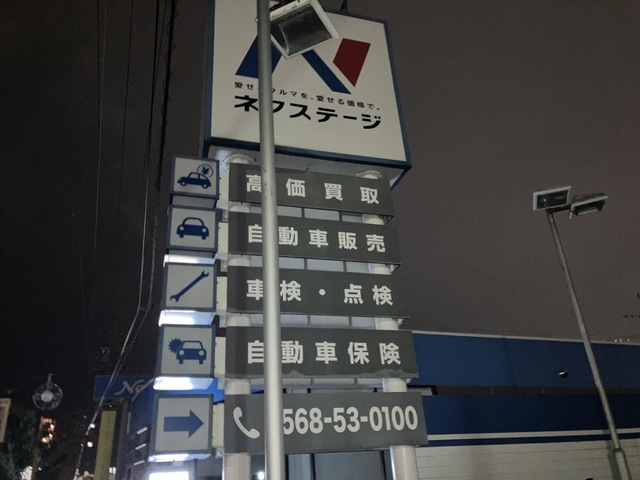 愛せるクルマを、愛せる価格で。
ネクステージ
高価買取
自動車販売
車検・点検
自動車保険
568-53-0100